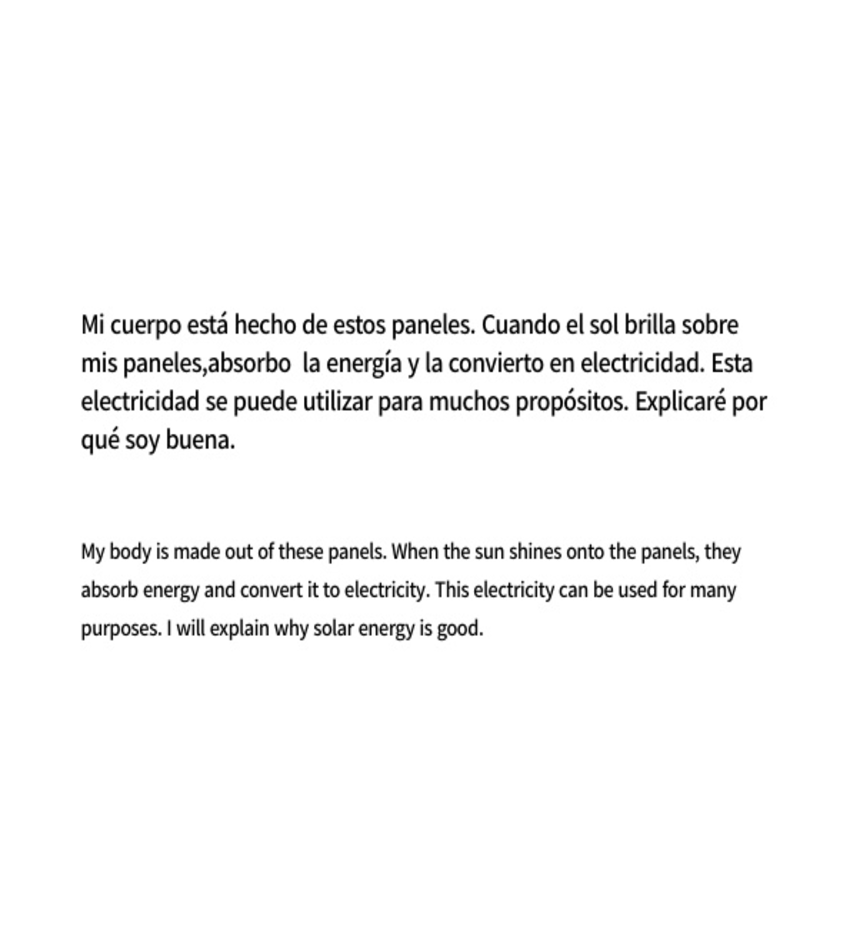 Mi cuerpo está hecho de estos paneles. Cuando el sol brilla sobre
mis paneles,absorbo  la energía y la convierto en electricidad. Esta
electricidad se puede utilizar para muchos propósitos. Explicaré por
qué soy buena.
My body is made out of these panels. When the sun shines onto the panels, they
absorb energy and convert it to electricity. This electricity can be used for many
purposes. I will explain why solar energy is good.